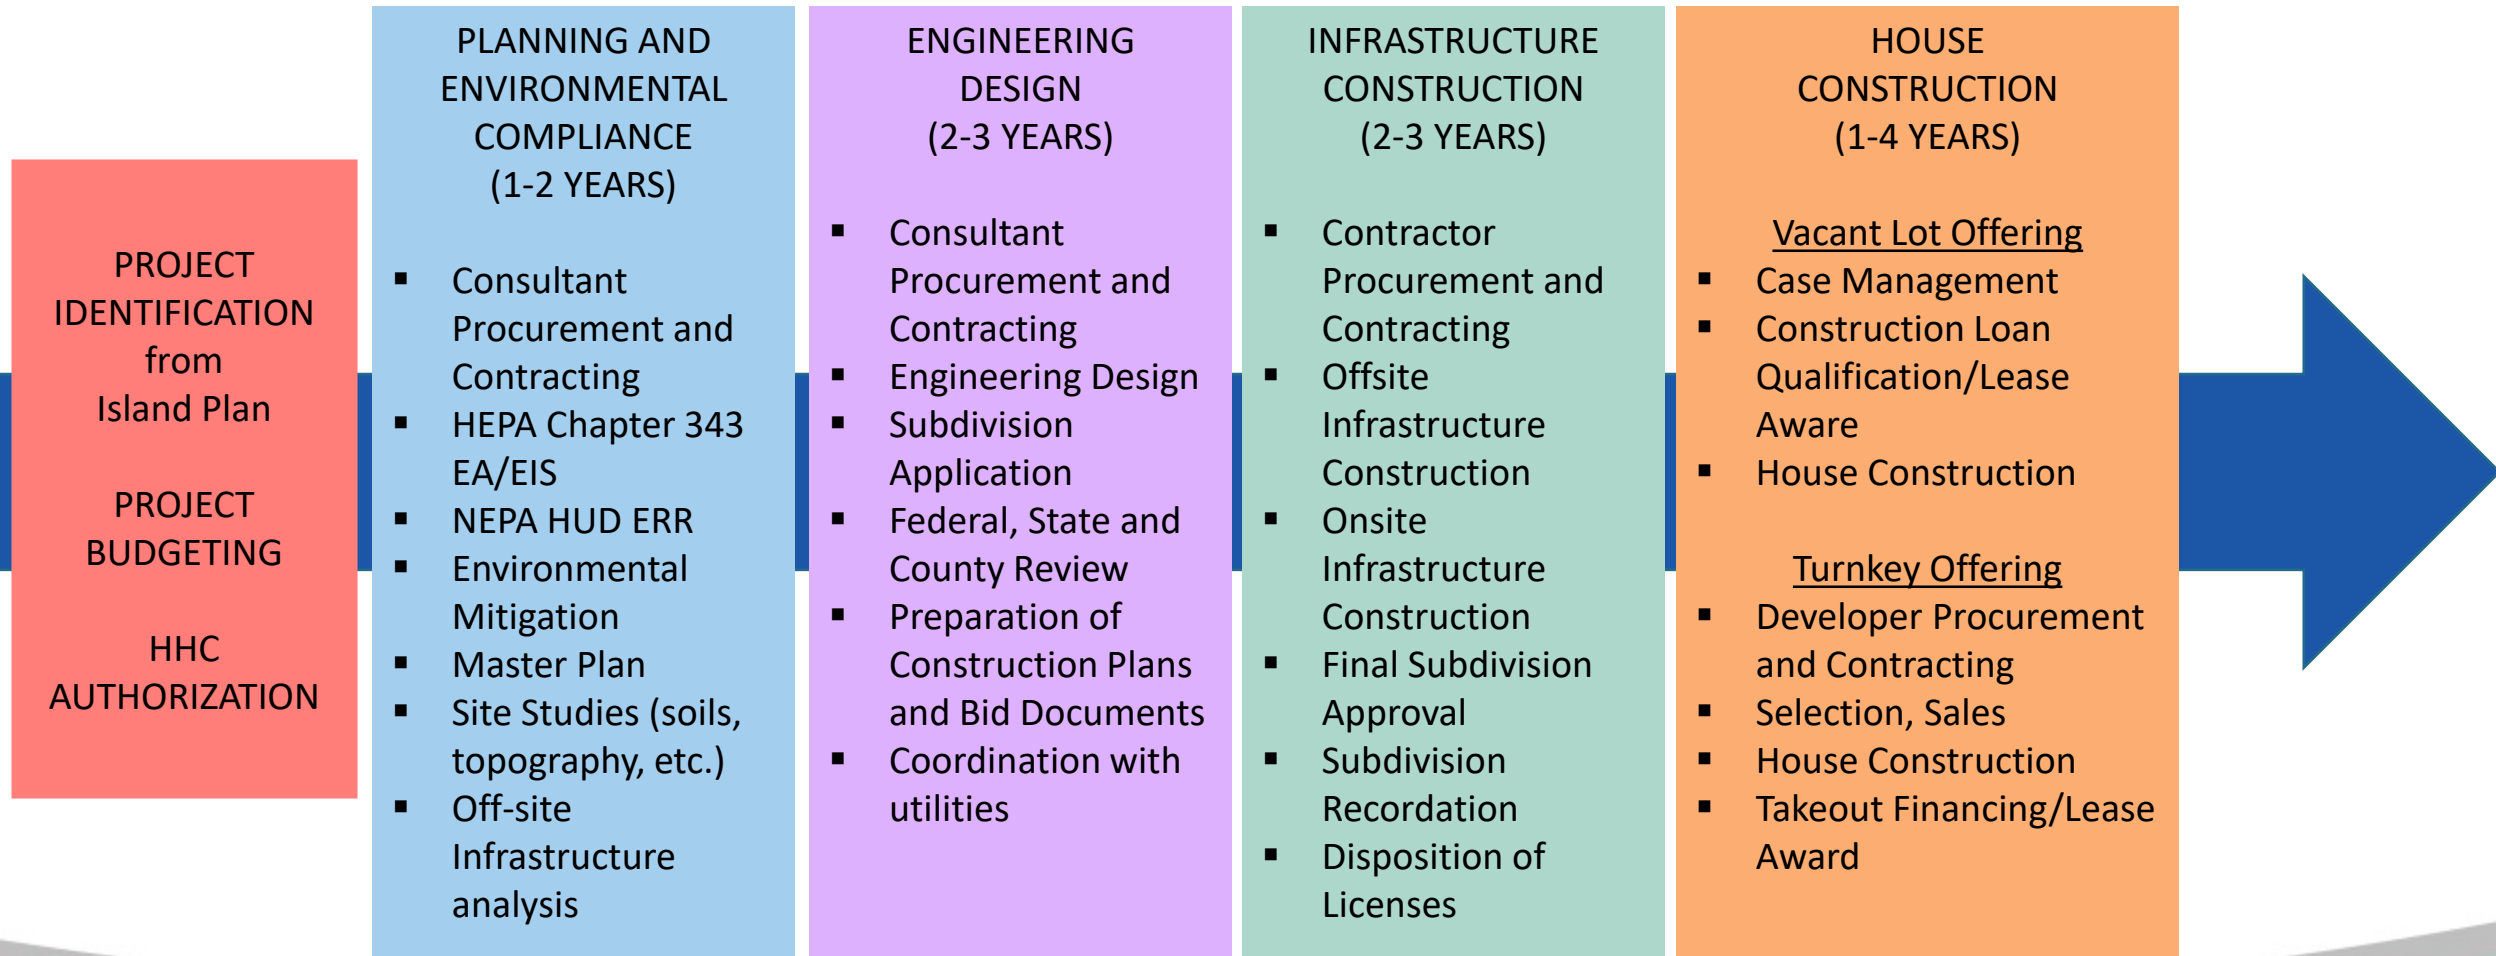 PROJECT
IDENTIFICATION
from
Island Plan
PROJECT
BUDGETING
HHC
AUTHORIZATION
PLANNING AND
ENVIRONMENTAL
COMPLIANCE
(1-2 YEARS)
▪ Consultant
Procurement and
Contracting
▪ HEPA Chapter 343
EA/EIS
▪ NEPA HUD ERR
▪ Environmental
Mitigation
▪ Master Plan
▪ Site Studies (soils,
topography, etc.)
▪ Off-site
Infrastructure
analysis
ENGINEERING
DESIGN
(2-3 YEARS)
▪ Consultant
Procurement and
Contracting
▪ Engineering Design
▪ Subdivision
Application
▪ Federal, State and
County Review
▪ Preparation of
Construction Plans
and Bid Documents
▪ Coordination with
utilities
INFRASTRUCTURE
CONSTRUCTION
(2-3 YEARS)
▪ Contractor
Procurement and
Contracting
▪ Offsite
Infrastructure
Construction
▪ Onsite
Infrastructure
Construction
▪ Final Subdivision
Approval
▪ Subdivision
Recordation
▪ Disposition of
Licenses
HOUSE
CONSTRUCTION
(1-4 YEARS)
Vacant Lot Offering
▪ Case Management
▪ Construction Loan
Qualification/Lease
Aware
▪ House Construction
Turnkey Offering
▪ Developer Procurement
and Contracting
▪ Selection, Sales
▪ House Construction
▪ Takeout Financing/Lease
Award